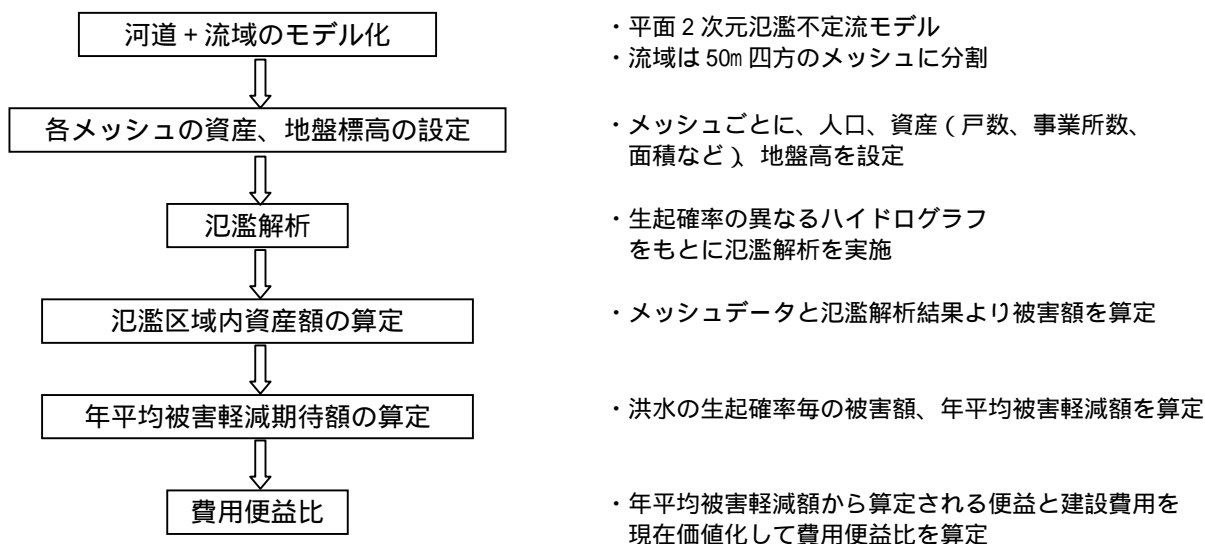 河道+流域のモデル化
・平面2次元氾濫不定流モデル
・流域は50m四方のメッシュに分割
各メッシュの資産、地盤標高の設定
・メッシュごとに、人口、資産(戸数、事業所数、
面積など)、地盤高を設定
氾濫解析
・生起確率の異なるハイドログラフ
をもとに氾濫解析を実施
氾濫区域内資産額の算定
・メッシュデータと氾濫解析結果より被害額を算定
年平均被害軽減期待額の算定
・洪水の生起確率毎の被害額、年平均被害軽減額を算定
費用便益比
・年平均被害軽減額から算定される便益と建設費用を
現在価値化して費用便益比を算定